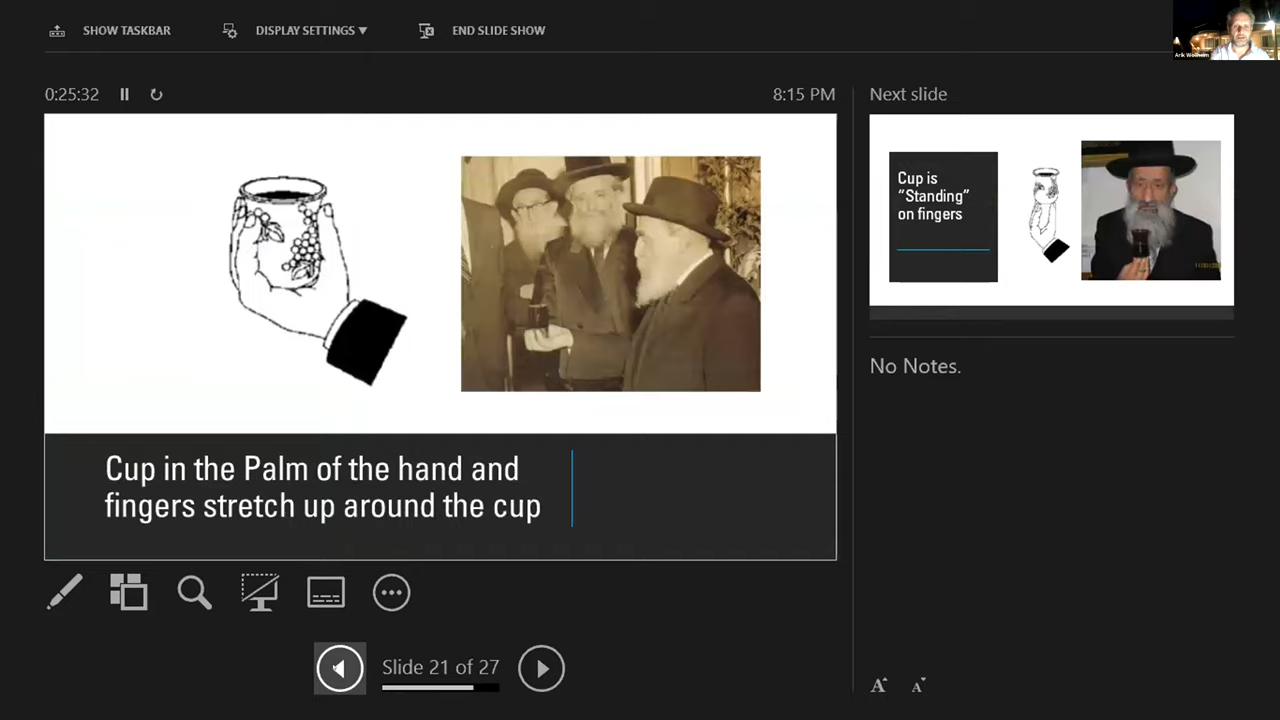 SHOW TASKBAR
DISPLAY SETTINGS ▼
END SLIDE SHOW
Arik Wolheim
0:25:32
8:15 PM
Next slide
Cup is
“Standing”
on fingers
No Notes.
Cup in the Palm of the hand and
fingers stretch up around the cup
Slide 21 of 27
A
A